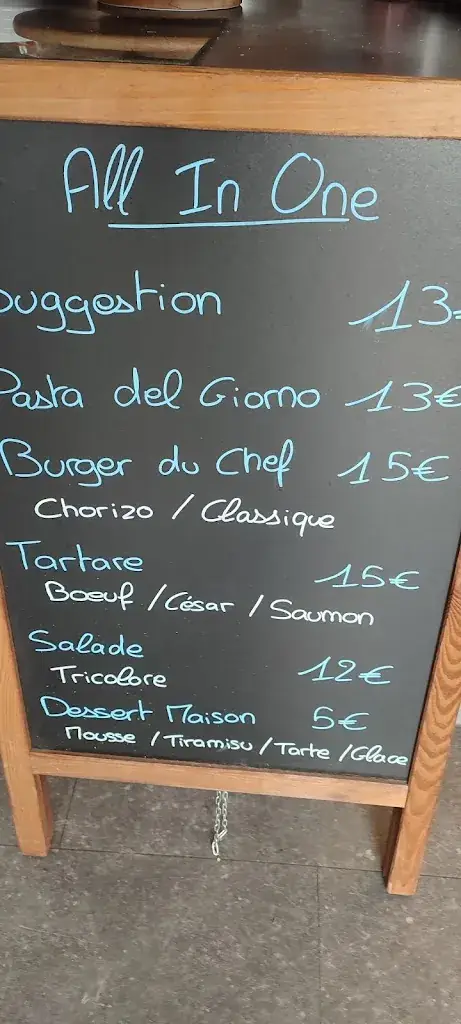 All In One
Suggestion 13€
Pasta del Giorno 13€
Burger du Chef 15€
Chorizo / Classique
Tartare 15€
Boeuf / César / Saumon
Salade 12€
Tricolore
Dessert Maison 5€
Mousse / Tiramisu / Tarte / Glace